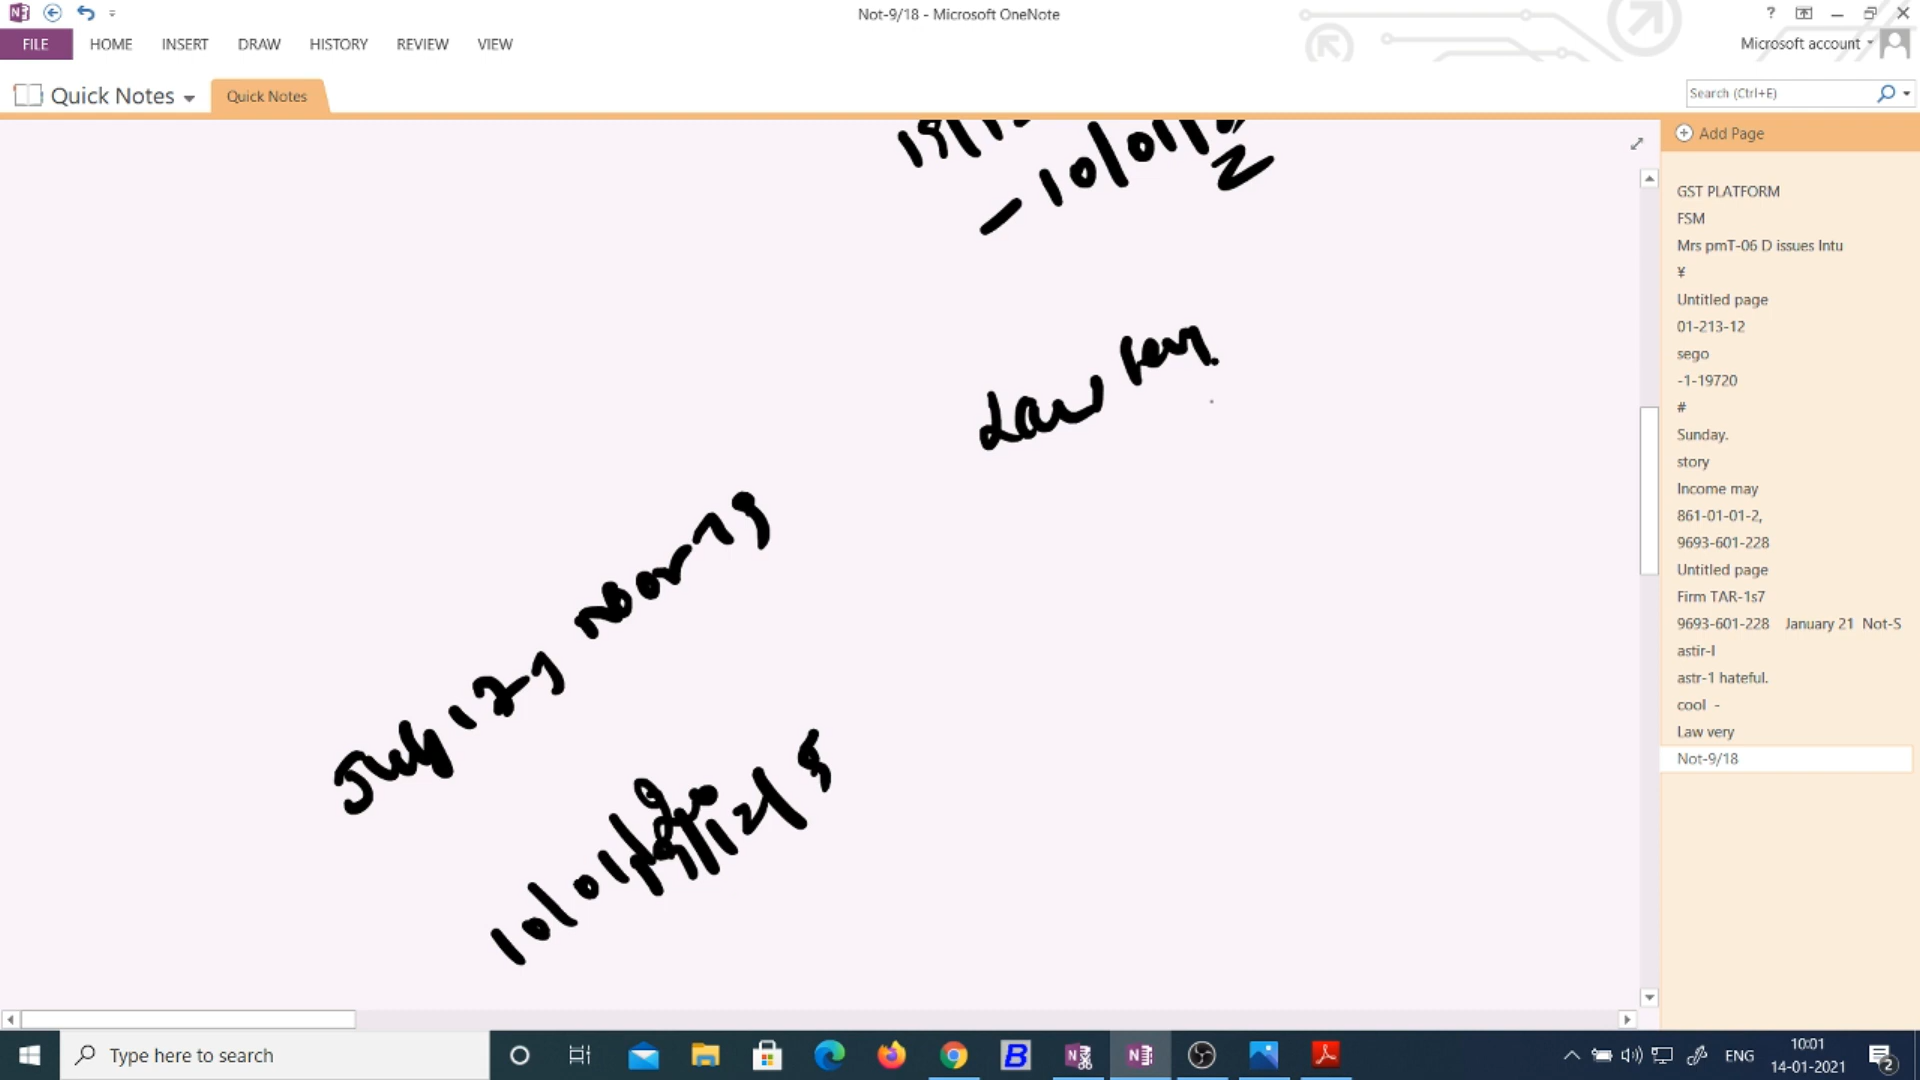 Not-9/18 - Microsoft OneNote
?
FILE HOME INSERT DRAW HISTORY REVIEW VIEW
Microsoft account
Quick Notes
Quick Notes
Search (Ctrl+E)
Add Page
GST PLATFORM
FSM
Mrs pmT-06 D issues Intu
¥
Untitled page
01-213-12
sego
-1-19720
#
Sunday.
story
Income may
861-01-01-2,
9693-601-228
Untitled page
Firm TAR-1s7
9693-601-228 January 21 Not-S
astir-I
astr-1 hateful.
cool -
Law very
Not-9/18
- 10/01/
Law
July 17,
10/01/
Type here to search
ENG
10:01
14-01-2021
2